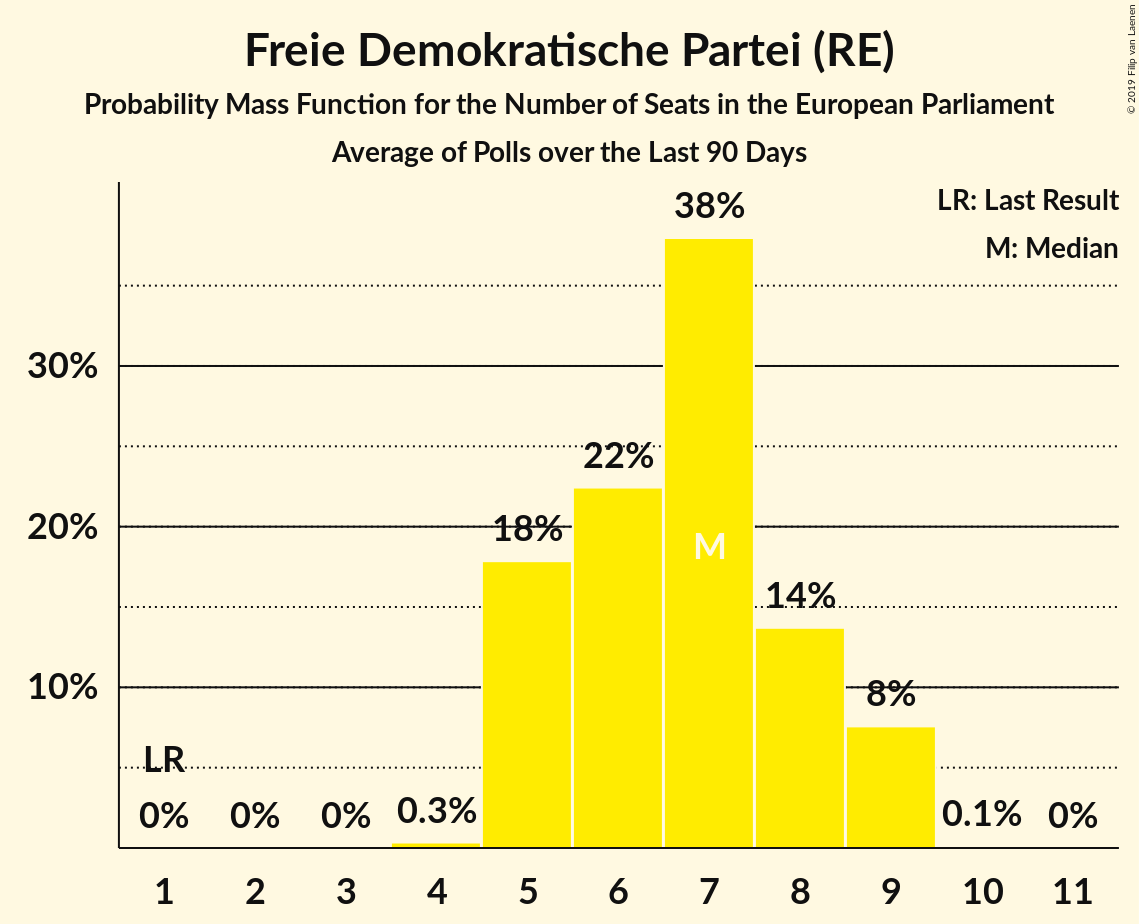 Freie Demokratische Partei (RE)
Probability Mass Function for the Number of Seats in the European Parliament
Average of Polls over the Last 90 Days
© 2019 Filip van Laenen
LR: Last Result
M: Median
38%
30%
22%
20%
18%
M
14%
10%
8%
LR
0%
0%
0%
0.3%
0.1%
0%
1 2 3 4 5 6 7 8 9 10 11